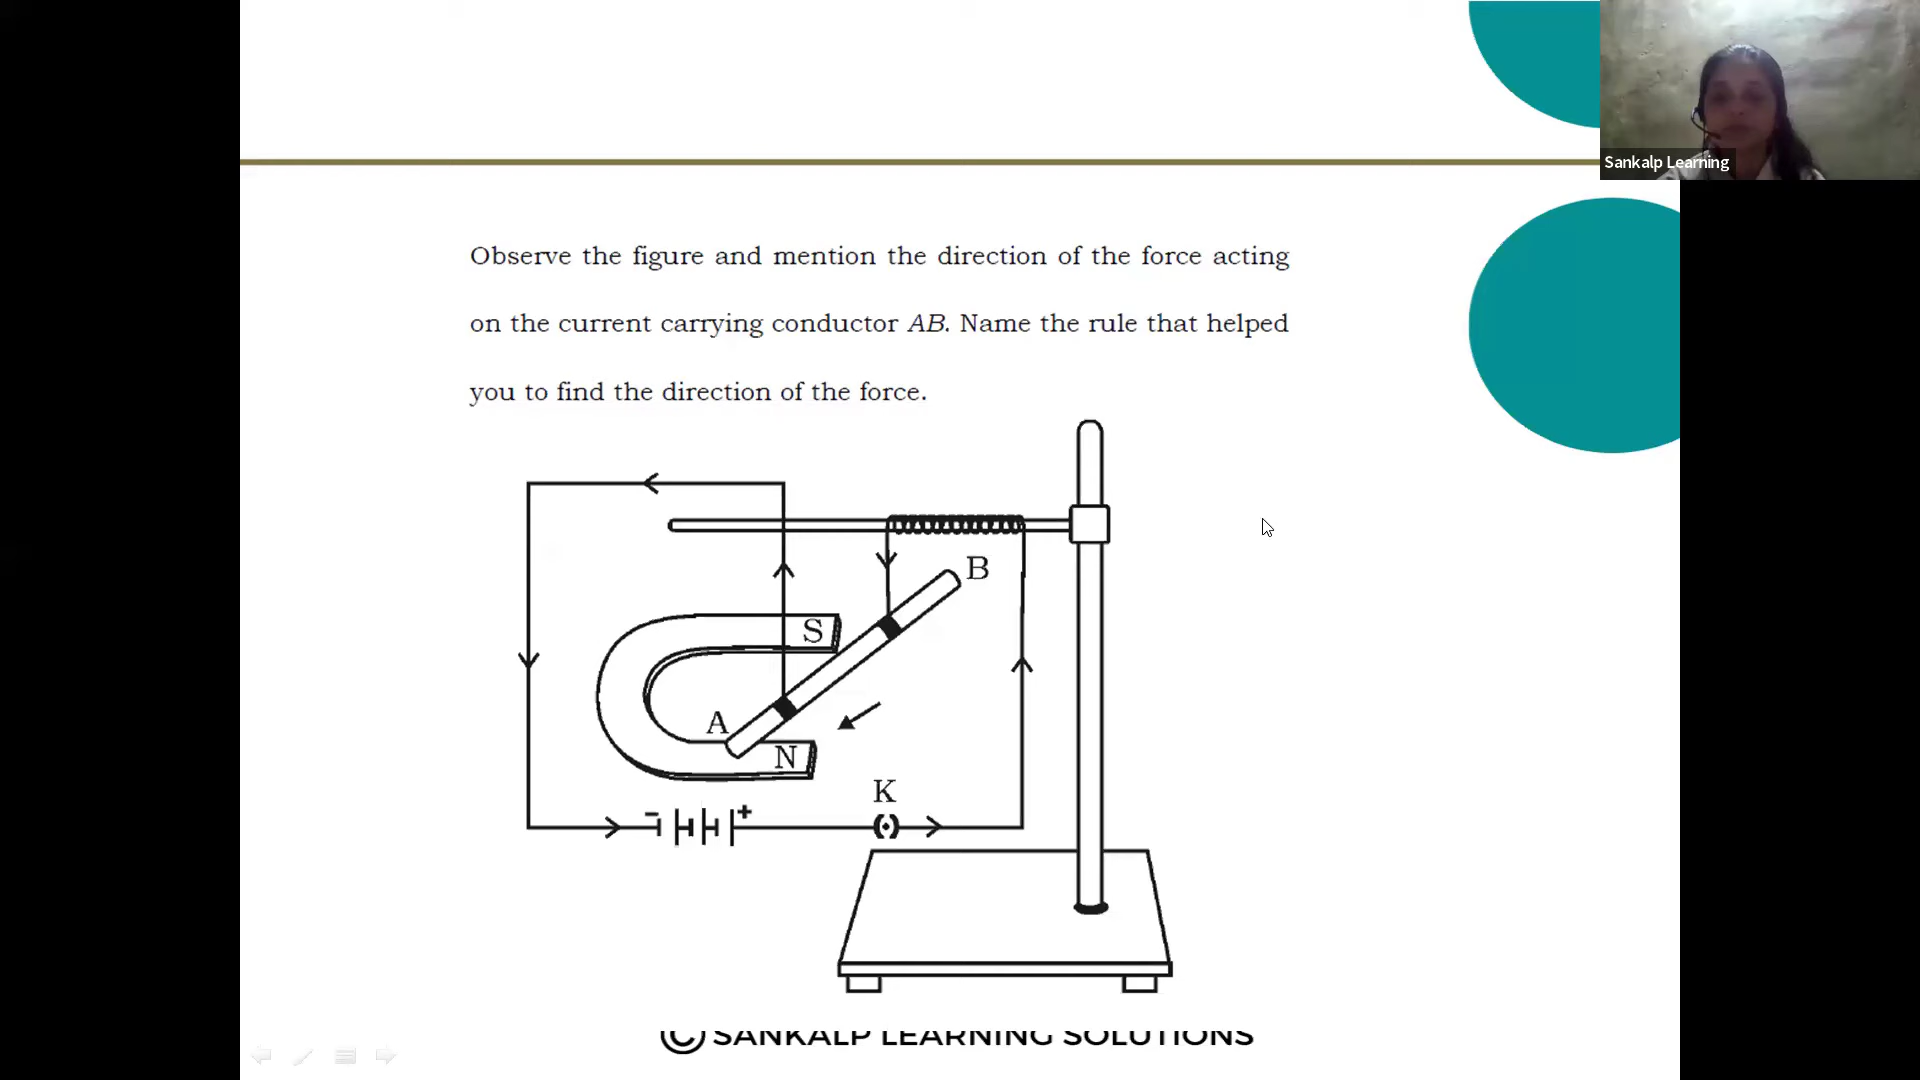 Sankalp Learning
Observe the figure and mention the direction of the force acting
on the current carrying conductor AB. Name the rule that helped
you to find the direction of the force.
B
S
A
N
K
- +
© SANKALP LEARNING SOLUTIONS